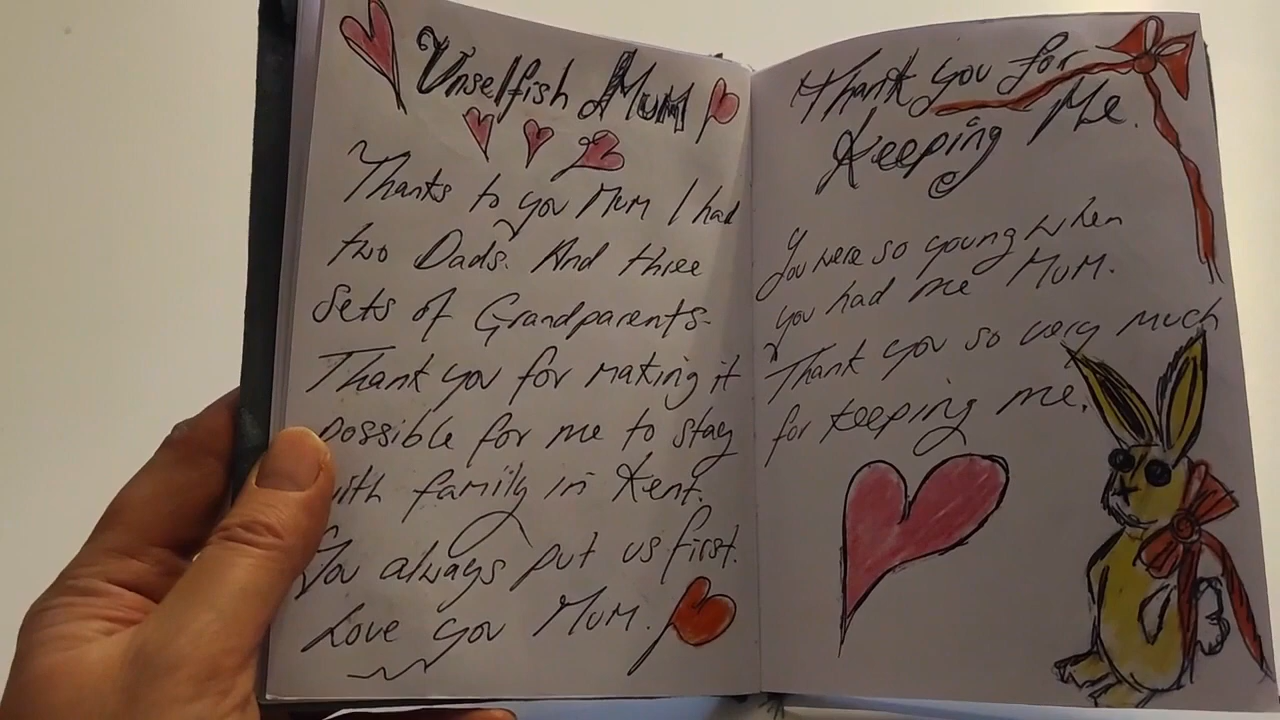 Unselfish Mum
Thanks to you Mum I had
two Dads. And three
Sets of Grandparents.
Thank you for making it
possible for me to stay
with family in Kent.
You always put us first.
Love you Mum.
Thank you for
Keeping Me.
You were so young when
you had me Mum.
Thank you so very much
for keeping me.